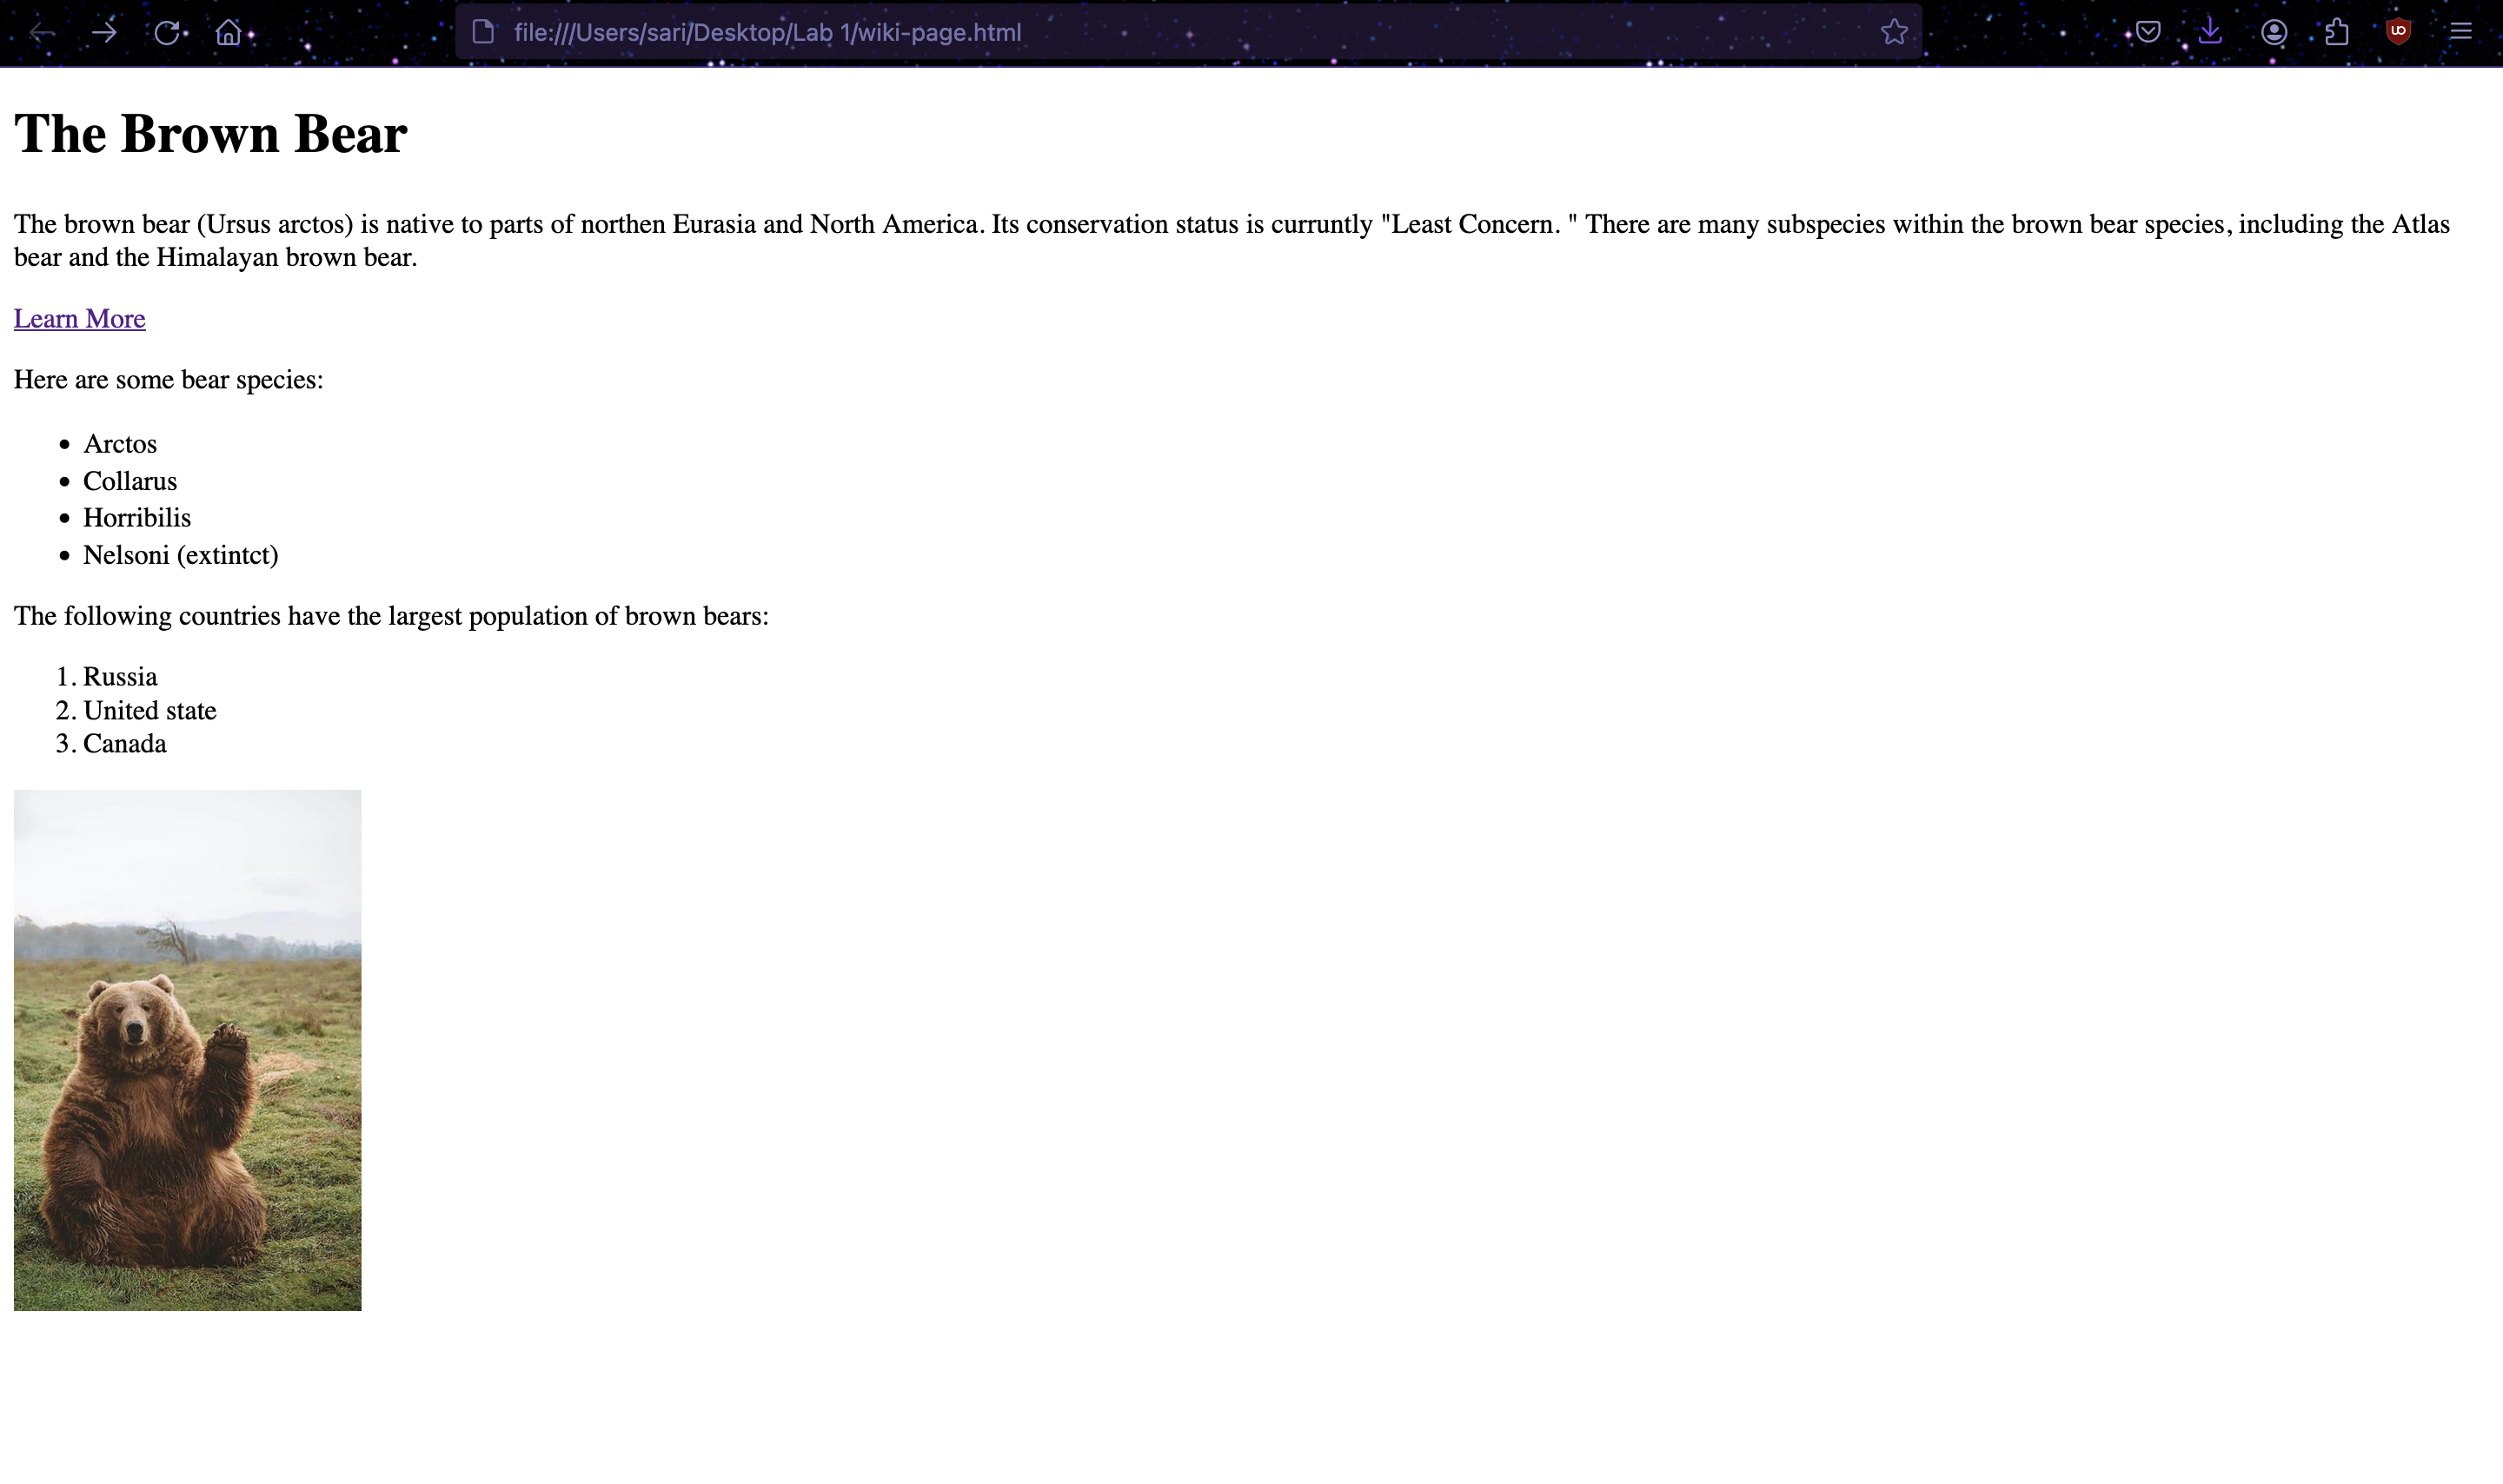 file:///Users/sari/Desktop/Lab 1/wiki-page.html
The Brown Bear
The brown bear (Ursus arctos) is native to parts of northen Eurasia and North America. Its conservation status isurruntly "Least Concern. " There are many subspecies within the brown bear species, including the Atlas
bear and the Himalayan brown bear.
Learn More
Here are some bear species:
• Arctos
• Collarus
• Horribilis
• Nelsoni (extintct)
The following countries have the largest population of brown bears:
1. Russia
2. United state
3. Canada